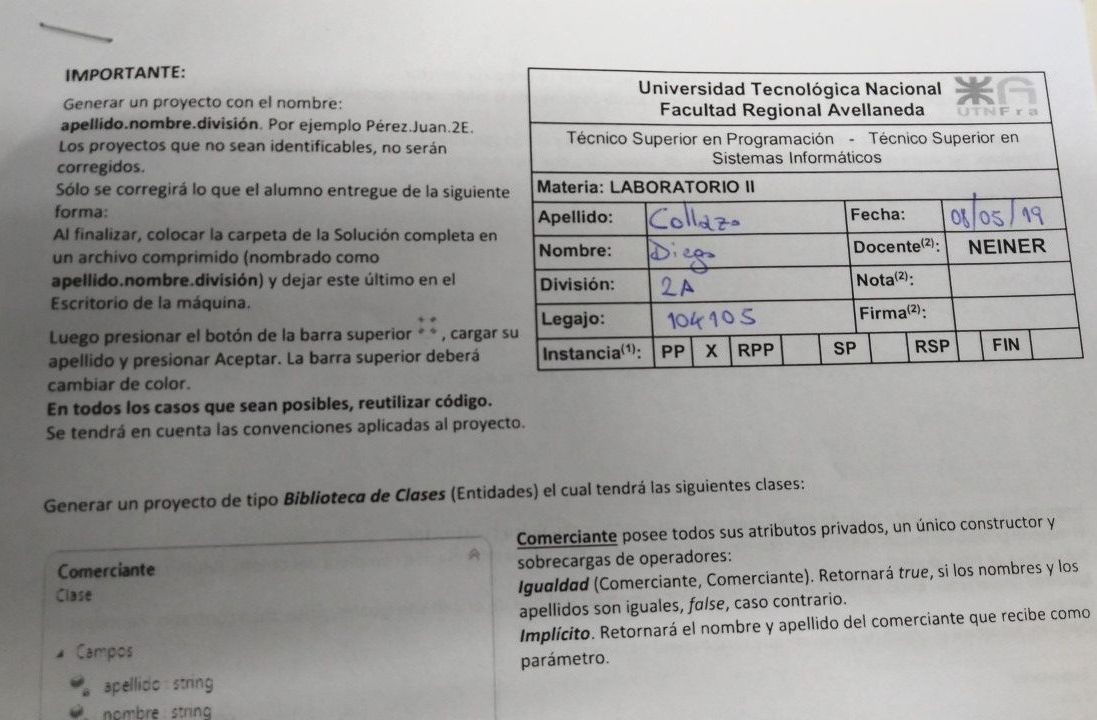 IMPORTANTE:
Generar un proyecto con el nombre:
apellido.nombre.división. Por ejemplo Pérez.Juan.2E.
Los proyectos que no sean identificables, no serán
corregidos.
Sólo se corregirá lo que el alumno entregue de la siguiente
forma:
Al finalizar, colocar la carpeta de la Solución completa en
un archivo comprimido (nombrado como
apellido.nombre.división) y dejar este último en el
Escritorio de la máquina.
Luego presionar el botón de la barra superior , cargar su
apellido y presionar Aceptar. La barra superior deberá
cambiar de color.
En todos los casos que sean posibles, reutilizar código.
Se tendrá en cuenta las convenciones aplicadas al proyecto.
Universidad Tecnológica Nacional
Facultad Regional Avellaneda
UTNFra
Técnico Superior en Programación - Técnico Superior en
Sistemas Informáticos
Materia: LABORATORIO II
Apellido: Collazo Fecha: 08/05/19
Nombre: Diego Docente(2): NEINER
División: 2A Nota(2):
Legajo: 104105 Firma(2):
Instancia(1): PP X RPP SP RSP FIN
Generar un proyecto de tipo Biblioteca de Clases (Entidades) el cual tendrá las siguientes clases:
Comerciante
Clase
Campos
apellido : string
nombre : string
Comerciante posee todos sus atributos privados, un único constructor y
sobrecargas de operadores:
Igualdad (Comerciante, Comerciante). Retornará true, si los nombres y los
apellidos son iguales, false, caso contrario.
Implícito. Retornará el nombre y apellido del comerciante que recibe como
parámetro.